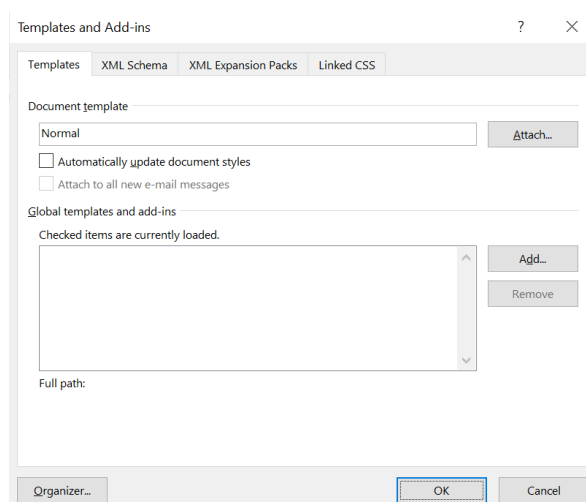 Templates and Add-ins ? ×
Templates XML Schema XML Expansion Packs Linked CSS
Document template
Normal Attach...
Automatically update document styles
Attach to all new e-mail messages
Global templates and add-ins
Checked items are currently loaded.
Add...
Remove
Full path:
Organizer... OK Cancel